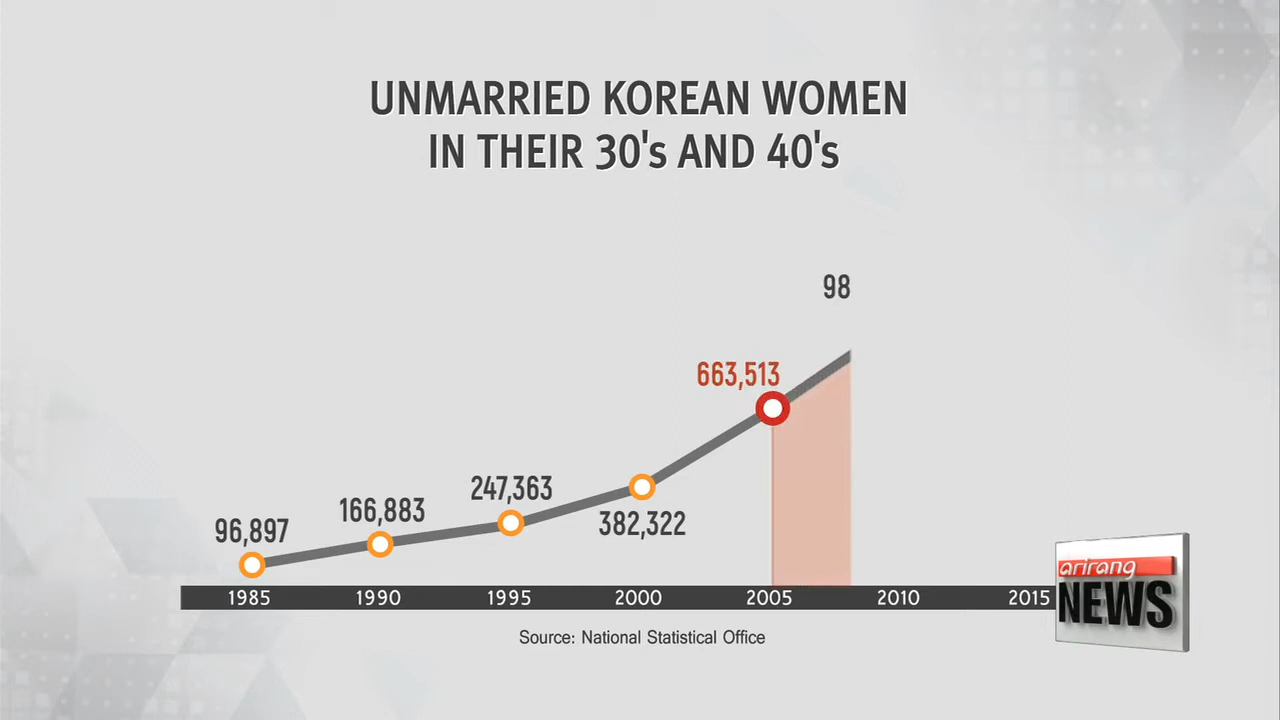 UNMARRIED KOREAN WOMEN
IN THEIR 30's AND 40's
98
663,513
247,363
166,883
96,897
382,322
1985 1990 1995 2000 2005 2010 2015
arirang
NEWS
Source: National Statistical Office